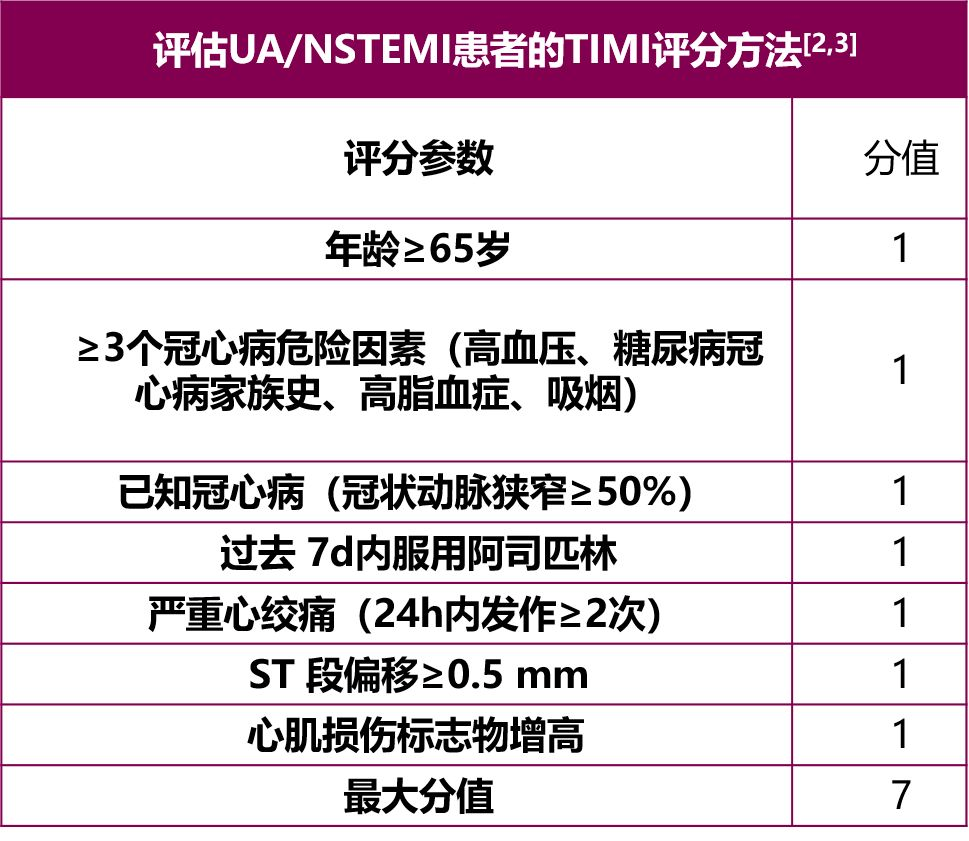 评估UA/NSTEMI患者的TIMI评分方法[2,3]
评分参数 分值
年龄≥65岁 1
≥3个冠心病危险因素（高血压、糖尿病冠
心病家族史、高脂血症、吸烟） 1
已知冠心病（冠状动脉狭窄≥50%） 1
过去 7d内服用阿司匹林 1
严重心绞痛（24h内发作≥2次） 1
ST 段偏移≥0.5 mm 1
心肌损伤标志物增高 1
最大分值 7